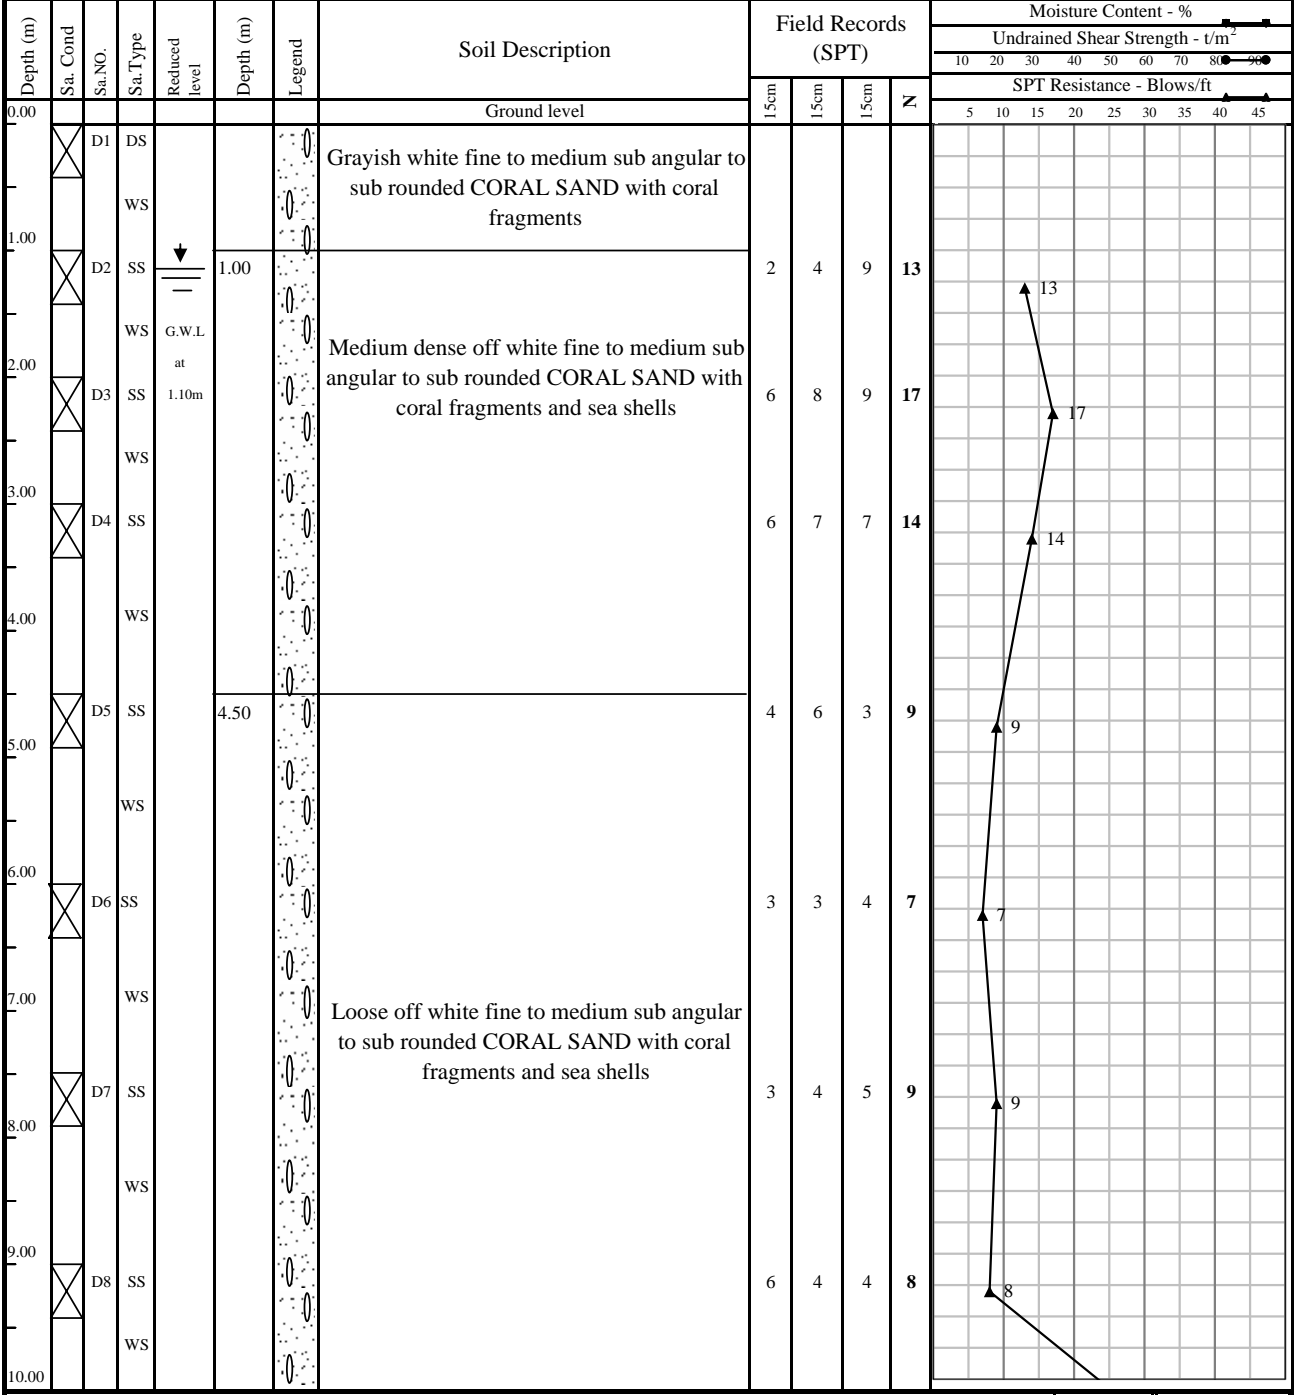 Depth (m)
Sa. Cond
Sa.NO.
Sa.Type
Reduced
level
Depth (m)
Legend
Soil Description
Field Records
(SPT)
Moisture Content - %
Undrained Shear Strength - t/m²
10 20 30 40 50 60 70 80 90
SPT Resistance - Blows/ft
15cm 15cm 15cm N
5 10 15 20 25 30 35 40 45
0.00
Ground level
D1 DS
Grayish white fine to medium sub angular to
sub rounded CORAL SAND with coral
fragments
WS
1.00
D2 SS 1.00 2 4 9 13
13
WS G.W.L
at
1.10m
Medium dense off white fine to medium sub
angular to sub rounded CORAL SAND with
coral fragments and sea shells
2.00
D3 SS 6 8 9 17
17
WS
3.00
D4 SS 6 7 7 14
14
WS
4.00
D5 SS 4.50 4 6 3 9
9
5.00
WS
6.00
D6 SS 3 3 4 7
7
WS
7.00
Loose off white fine to medium sub angular
to sub rounded CORAL SAND with coral
fragments and sea shells
D7 SS 3 4 5 9
9
8.00
WS
9.00
D8 SS 6 4 4 8
8
WS
10.00